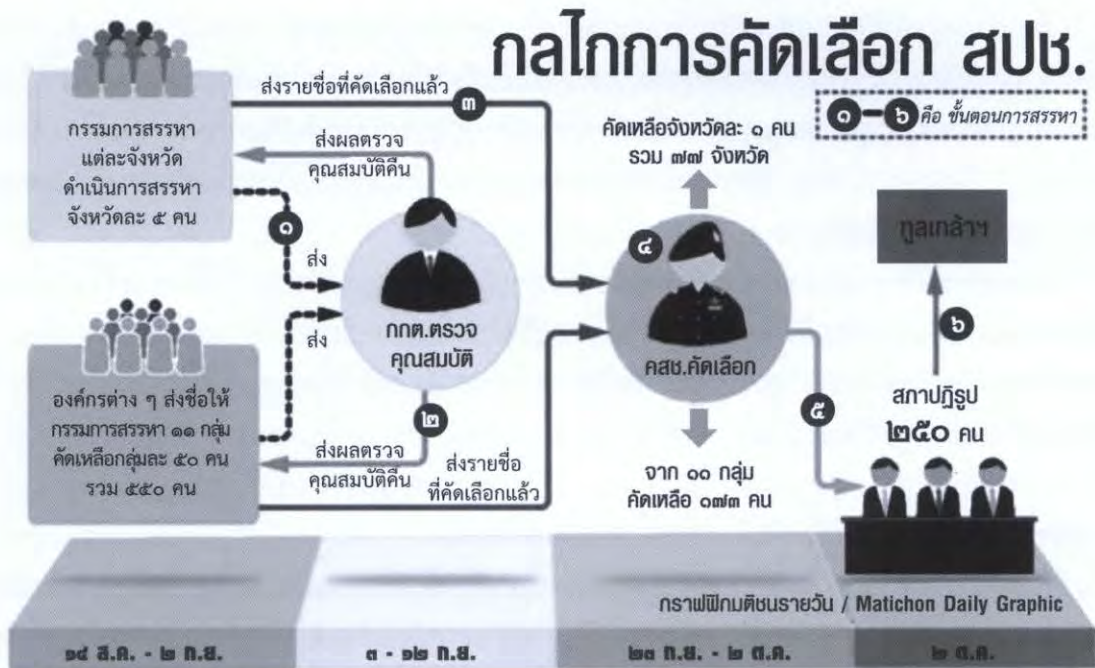 กลไกการคัดเลือก สปช.
๑ - ๖ คือ ขั้นตอนการสรรหา
ส่งรายชื่อที่คัดเลือกแล้ว ๓
กรรมการสรรหา
แต่ละจังหวัด
ดำเนินการสรรหา
จังหวัดละ ๕ คน
ส่งผลตรวจ
คุณสมบัติคืน
๑
ส่ง
ส่ง
กกต.ตรวจ
คุณสมบัติ
คัดเหลือจังหวัดละ ๑ คน
รวม ๗๗ จังหวัด
๔
คสช.คัดเลือก
ทูลเกล้าฯ
๖
สภาปฏิรูป
๒๕๐ คน
๕
องค์กรต่าง ๆ ส่งชื่อให้
กรรมการสรรหา ๑๑ กลุ่ม
คัดเหลือกลุ่มละ ๕๐ คน
รวม ๕๕๐ คน
๒
ส่งผลตรวจ
คุณสมบัติคืน
ส่งรายชื่อ
ที่คัดเลือกแล้ว
จาก ๑๑ กลุ่ม
คัดเหลือ ๑๗๓ คน
กราฟฟิกมติชนรายวัน / Matichon Daily Graphic
๑๔ ส.ค. - ๒ ก.ย.
๓ - ๑๒ ก.ย.
๒๓ ก.ย. - ๒ ต.ค.
๒ ต.ค.